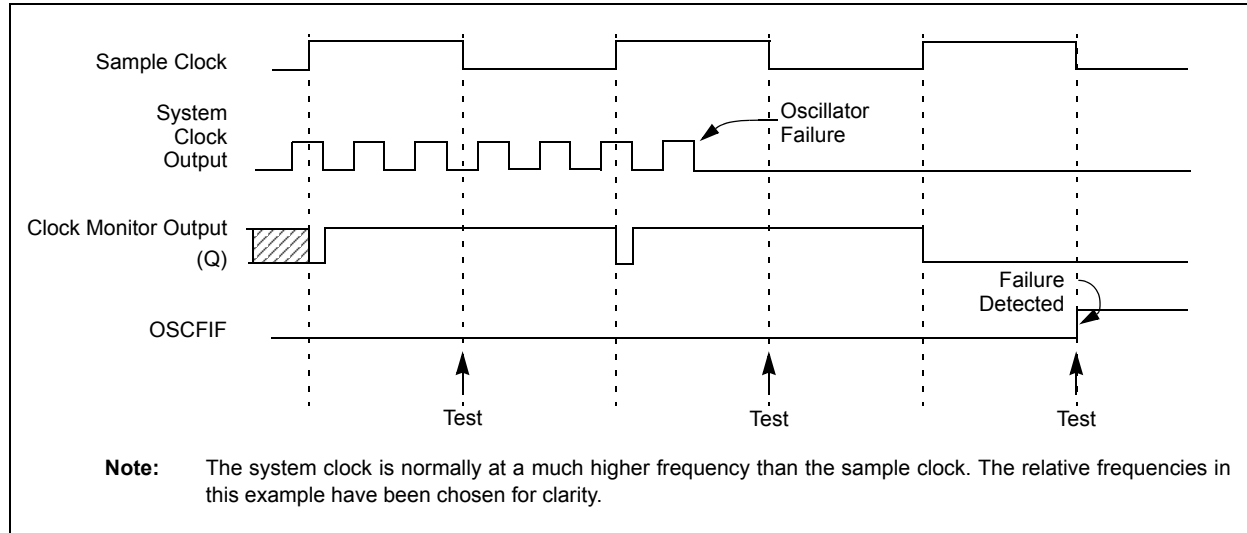 Sample Clock
System
Clock
Output
Oscillator
Failure
Clock Monitor Output
(Q)
Failure
Detected
OSCFIF
Test
Test
Test
Note: The system clock is normally at a much higher frequency than the sample clock. The relative frequencies in
this example have been chosen for clarity.